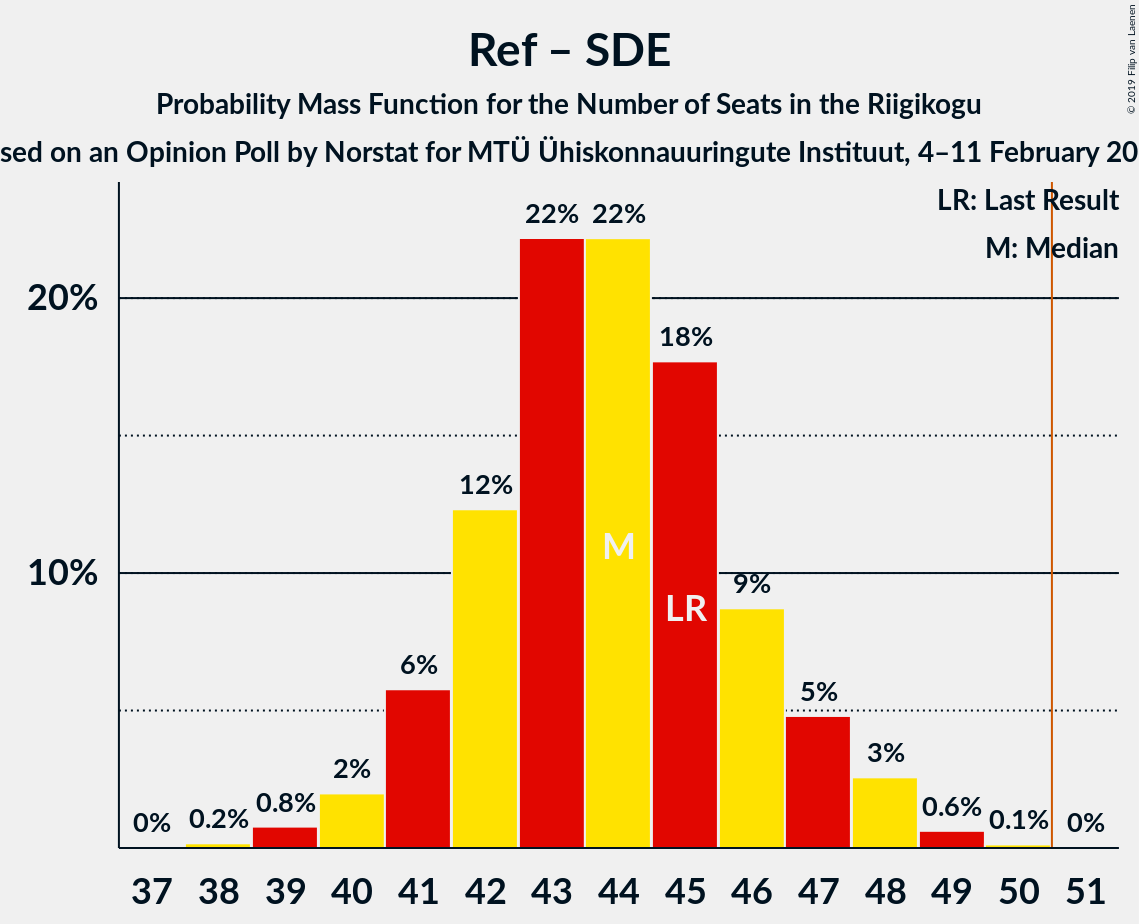 Ref – SDE
Probability Mass Function for the Number of Seats in the Riigikogu
sed on an Opinion Poll by Norstat for MTÜ Ühiskonnauuringute Instituut, 4–11 February 20
© 2019 Filip van Laenen
LR: Last Result
M: Median
22% 22%
20%
18%
12%
M
10%
9%
LR
6%
5%
3%
2%
0.8%
0.6%
0.2%
0.1%
0%
0%
37 38 39 40 41 42 43 44 45 46 47 48 49 50 51